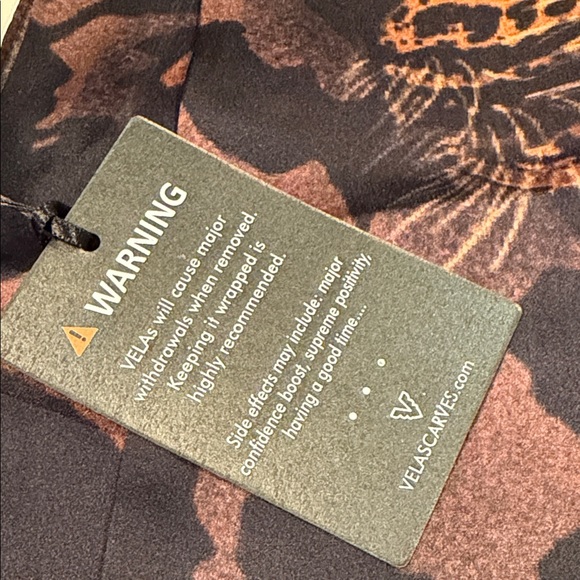 WARNING
VELAS will cause major
withdrawals when removed.
Keeping it wrapped is
highly recommended.
Side effects may include: major
confidence boost, supreme positivity,
having a good time....
VELASCARVES.com